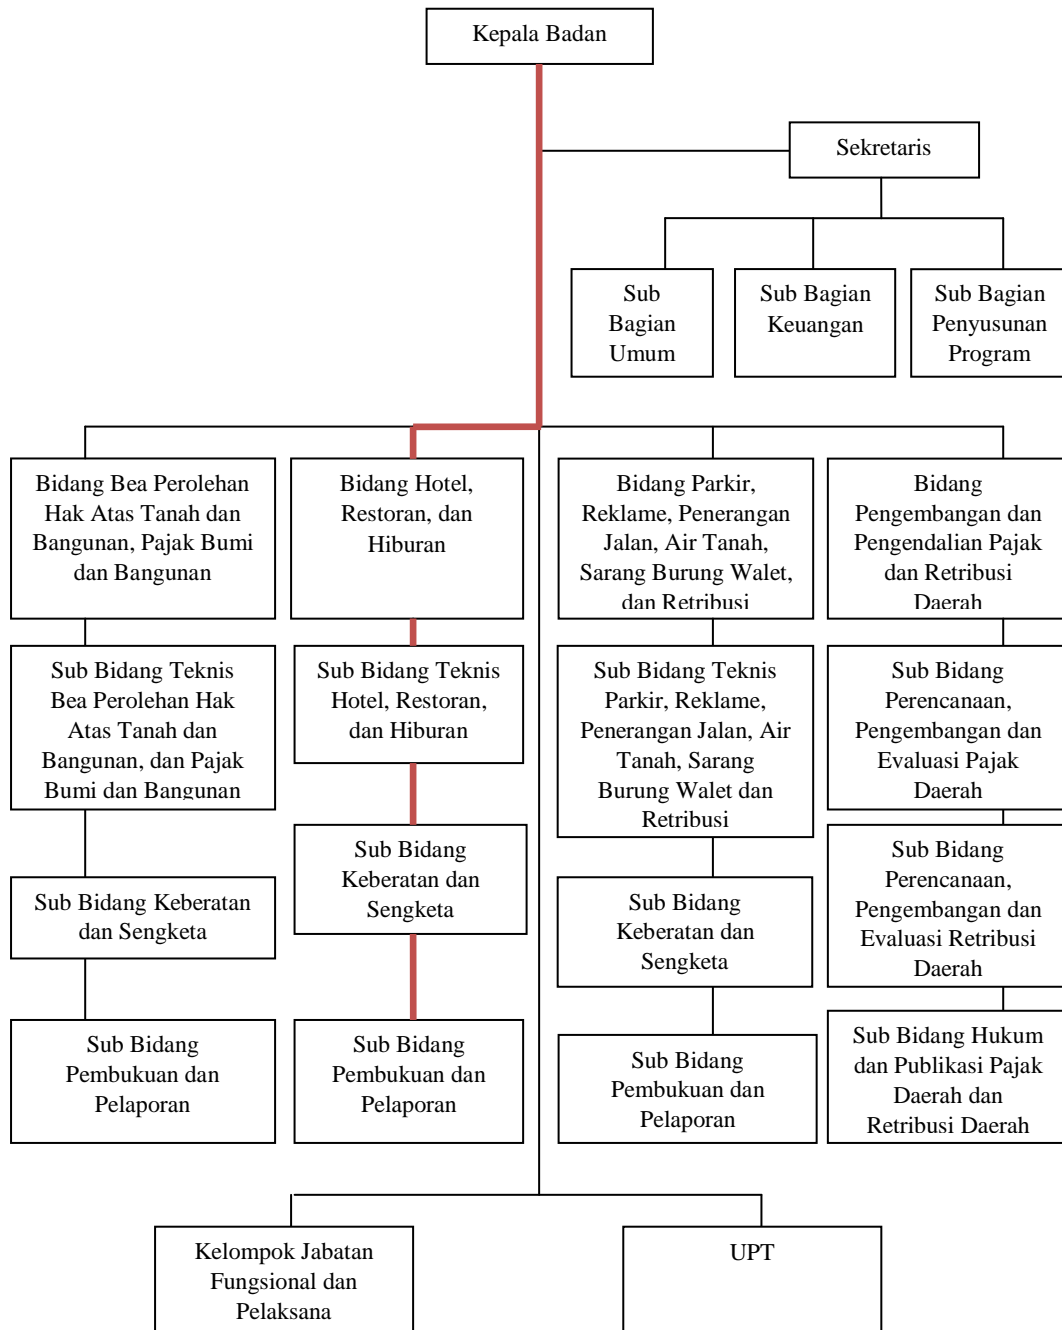 Kepala Badan
Sekretaris
Sub
Bagian
Umum
Sub Bagian
Keuangan
Sub Bagian
Penyusunan
Program
Bidang Bea Perolehan
Hak Atas Tanah dan
Bangunan, Pajak Bumi
dan Bangunan
Bidang Hotel,
Restoran, dan
Hiburan
Bidang Parkir,
Reklame, Penerangan
Jalan, Air Tanah,
Sarang Burung Walet,
dan Retribusi
Bidang
Pengembangan dan
Pengendalian Pajak
dan Retribusi
Daerah
Sub Bidang Teknis
Bea Perolehan Hak
Atas Tanah dan
Bangunan, dan Pajak
Bumi dan Bangunan
Sub Bidang Teknis
Hotel, Restoran,
dan Hiburan
Sub Bidang Teknis
Parkir, Reklame,
Penerangan Jalan, Air
Tanah, Sarang
Burung Walet dan
Retribusi
Sub Bidang
Perencanaan,
Pengembangan dan
Evaluasi Pajak
Daerah
Sub Bidang Keberatan
dan Sengketa
Sub Bidang
Keberatan dan
Sengketa
Sub Bidang
Keberatan dan
Sengketa
Sub Bidang
Perencanaan,
Pengembangan dan
Evaluasi Retribusi
Daerah
Sub Bidang
Pembukuan dan
Pelaporan
Sub Bidang
Pembukuan dan
Pelaporan
Sub Bidang
Pembukuan dan
Pelaporan
Sub Bidang Hukum
dan Publikasi Pajak
Daerah dan
Retribusi Daerah
Kelompok Jabatan
Fungsional dan
Pelaksana
UPT